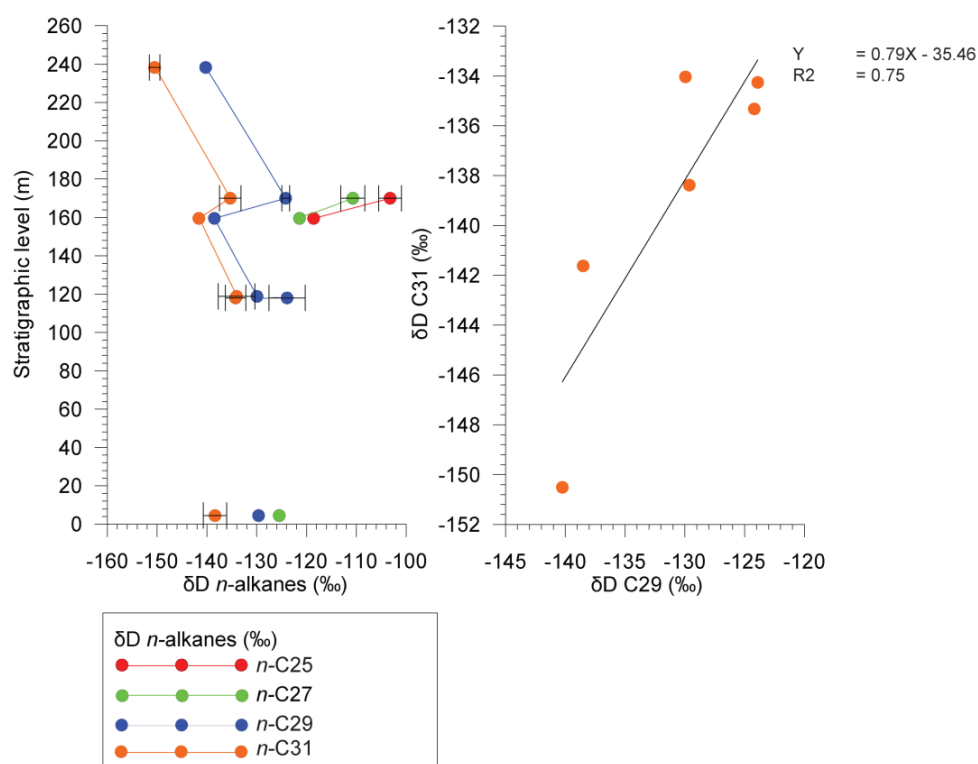 260
240
220
200
180
160
140
120
100
80
60
40
20
0
Stratigraphic level (m)
-160 -150 -140 -130 -120 -110 -100
δD n-alkanes (‰)
-132
-134
-136
-138
-140
-142
-144
-146
-148
-150
-152
δD C31 (‰)
-145 -140 -135 -130 -125 -120
δD C29 (‰)
Y = 0.79X - 35.46
R2 = 0.75
δD n-alkanes (‰)
n-C25
n-C27
n-C29
n-C31